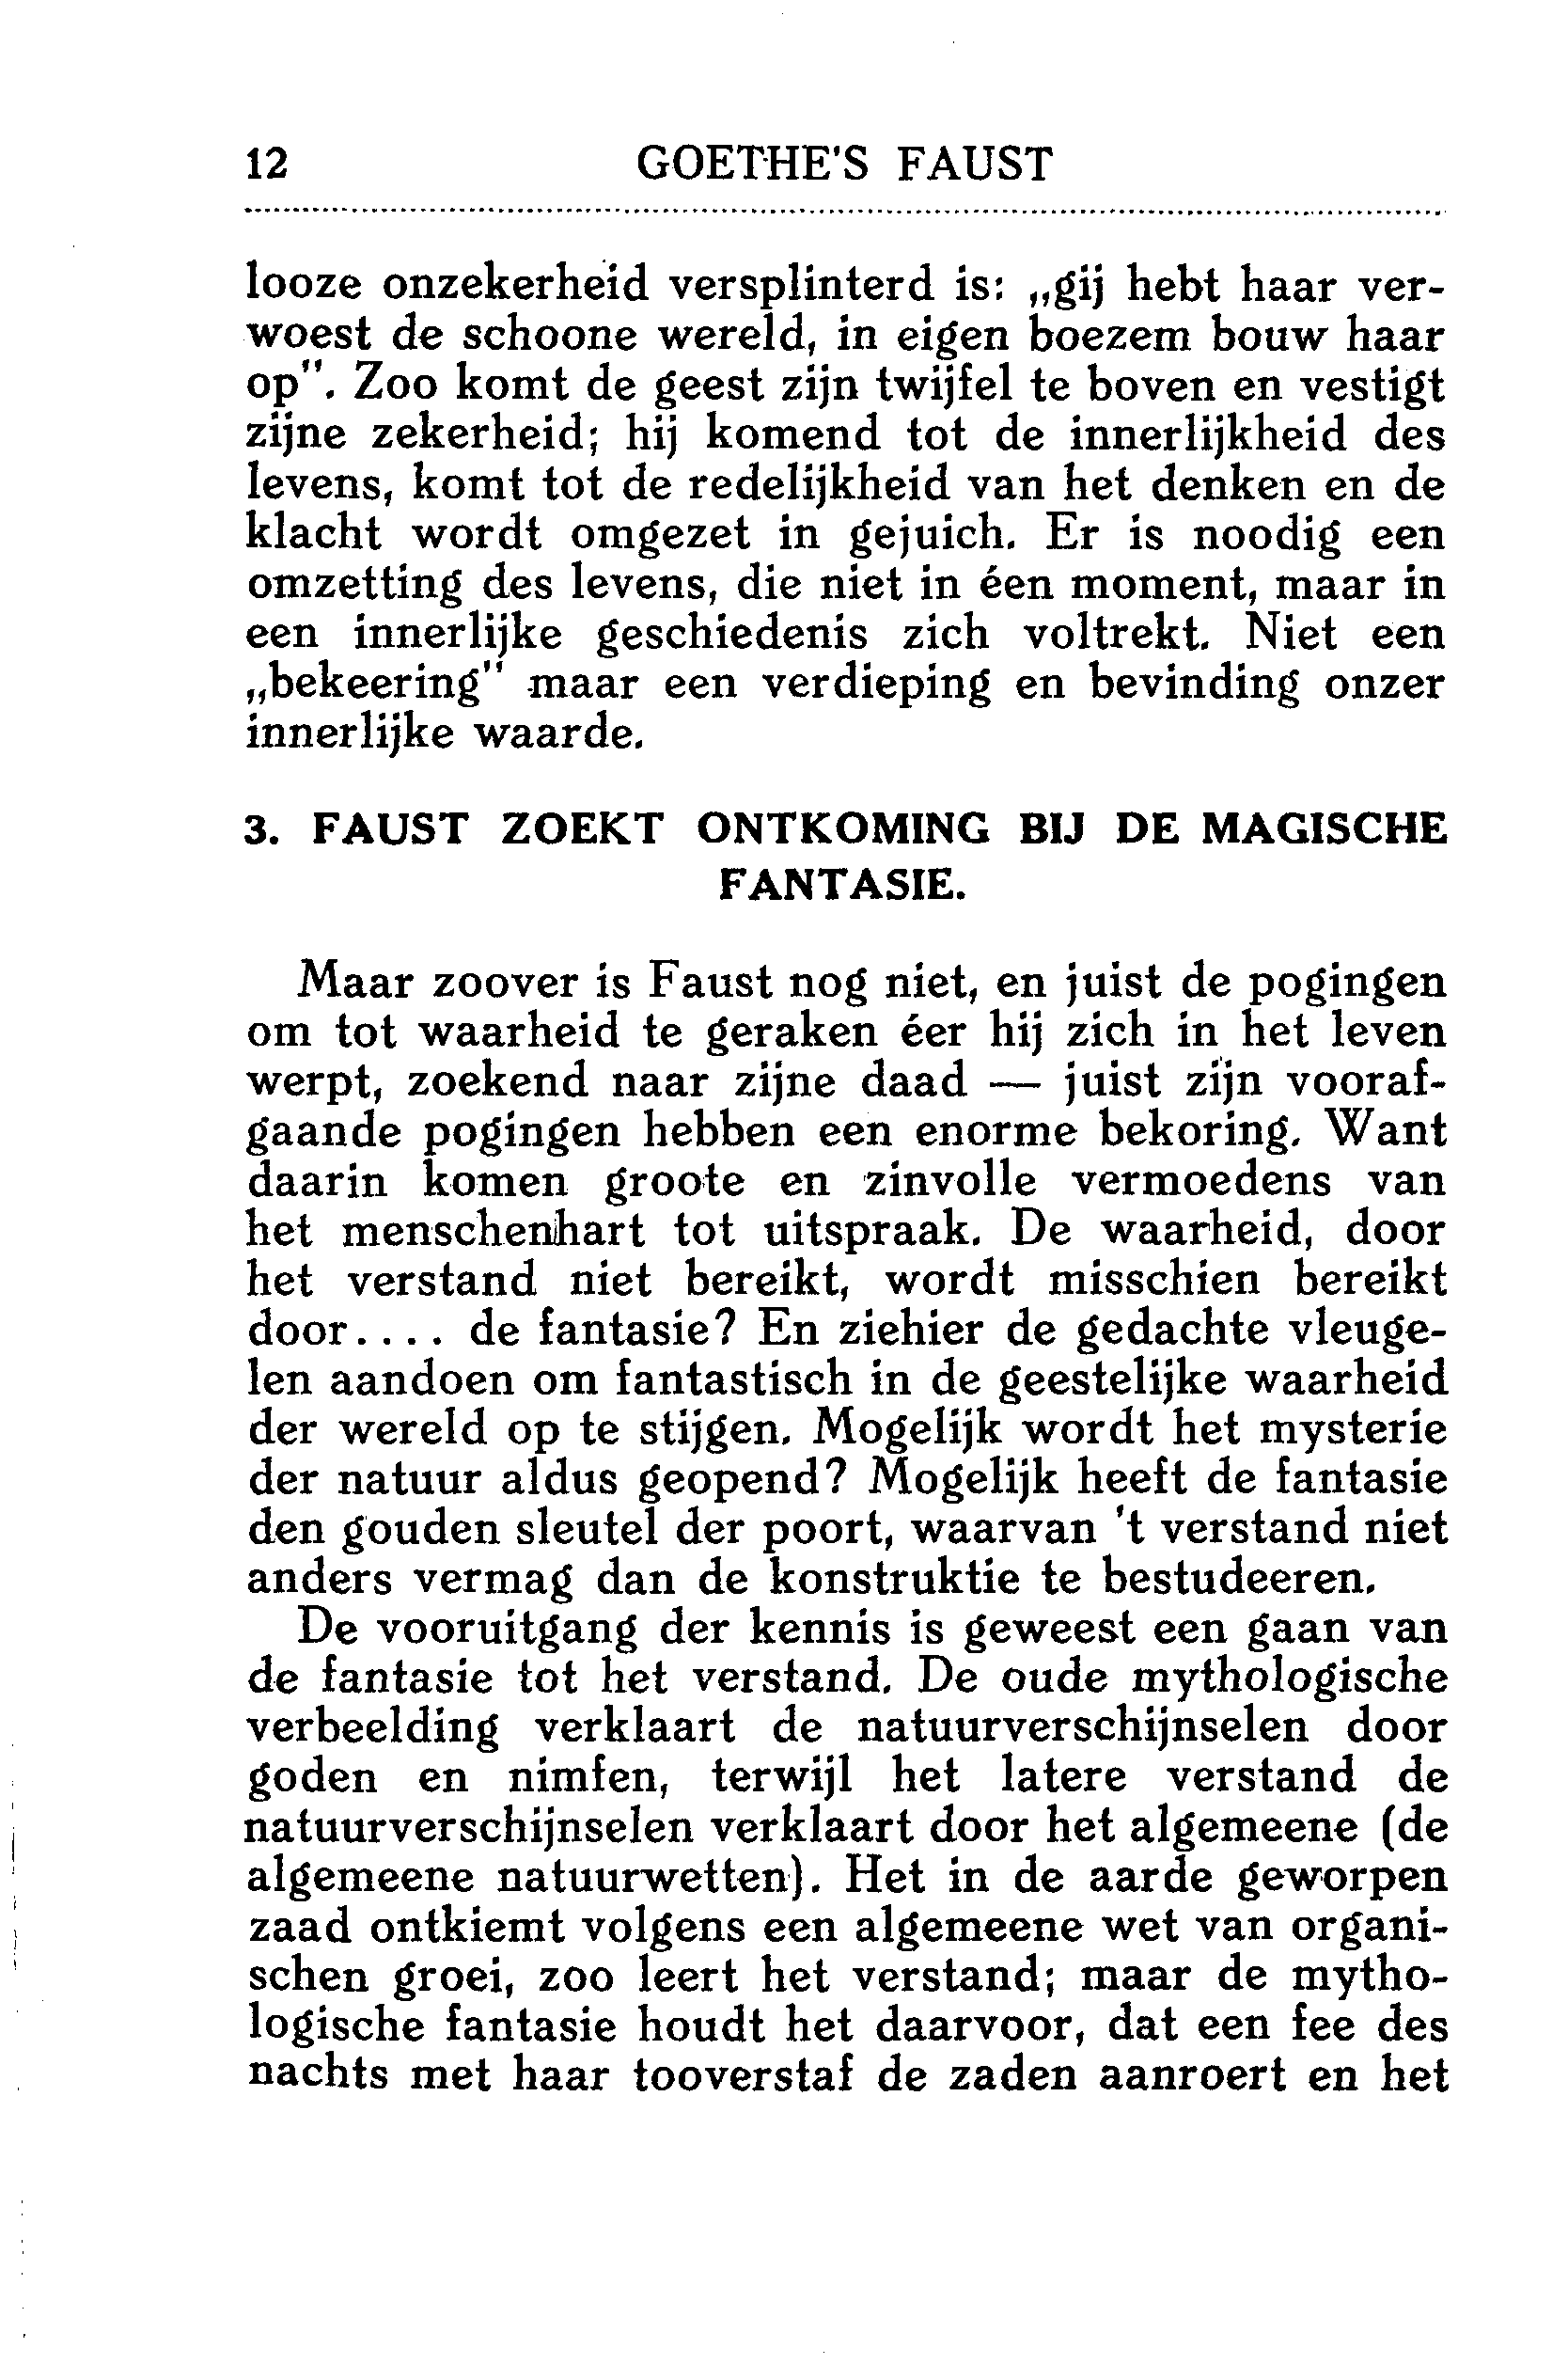 12 GOETHE'S FAUST
looze onzekerheid versplinterd is: „gij hebt haar ver-
woest de schoone wereld, in eigen boezem bouw haar
op". Zoo komt de geest zijn twijfel te boven en vestigt
zijne zekerheid; hij komend tot de innerlijkheid des
levens, komt tot de redelijkheid van het denken en de
klacht wordt omgezet in gejuich. Er is noodig een
omzetting des levens, die niet in één moment, maar in
een innerlijke geschiedenis zich voltrekt. Niet een
„bekeering" maar een verdieping en bevinding onzer
innerlijke waarde.
3. FAUST ZOEKT ONTKOMING BIJ DE MAGISCHE
FANTASIE.
Maar zoover is Faust nog niet, en juist de pogingen
om tot waarheid te geraken éer hij zich in het leven
werpt, zoekend naar zijne daad — juist zijn vooraf-
gaande pogingen hebben een enorme bekoring. Want
daarin komen groote en zinvolle vermoedens van
het menschenhart tot uitspraak. De waarheid, door
het verstand niet bereikt, wordt misschien bereikt
door.... de fantasie? En ziehier de gedachte vleuge-
len aandoen om fantastisch in de geestelijke waarheid
der wereld op te stijgen. Mogelijk wordt het mysterie
der natuur aldus geopend? Mogelijk heeft de fantasie
den gouden sleutel der poort, waarvan 't verstand niet
anders vermag dan de konstruktie te bestudeeren.
De vooruitgang der kennis is geweest een gaan van
de fantasie tot het verstand. De oude mythologische
verbeelding verklaart de natuurverschijnselen door
goden en nimfen, terwijl het latere verstand de
natuurverschijnselen verklaart door het algemeene (de
algemeene natuurwetten). Het in de aarde geworpen
zaad ontkiemt volgens een algemeene wet van organi-
schen groei, zoo leert het verstand; maar de mytho-
logische fantasie houdt het daarvoor, dat een fee des
nachts met haar tooverstaf de zaden aanroert en het